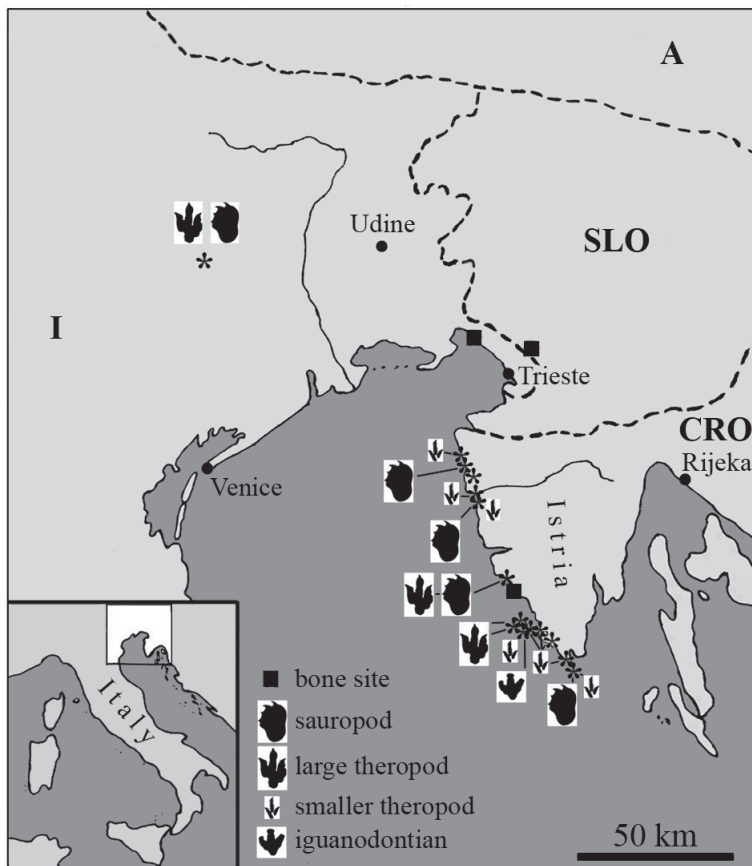 A
Udine
SLO
I
Trieste
CRO
Rijeka
Venice
Istria
Italy
bone site
sauropod
large theropod
smaller theropod
iguanodontian
50 km